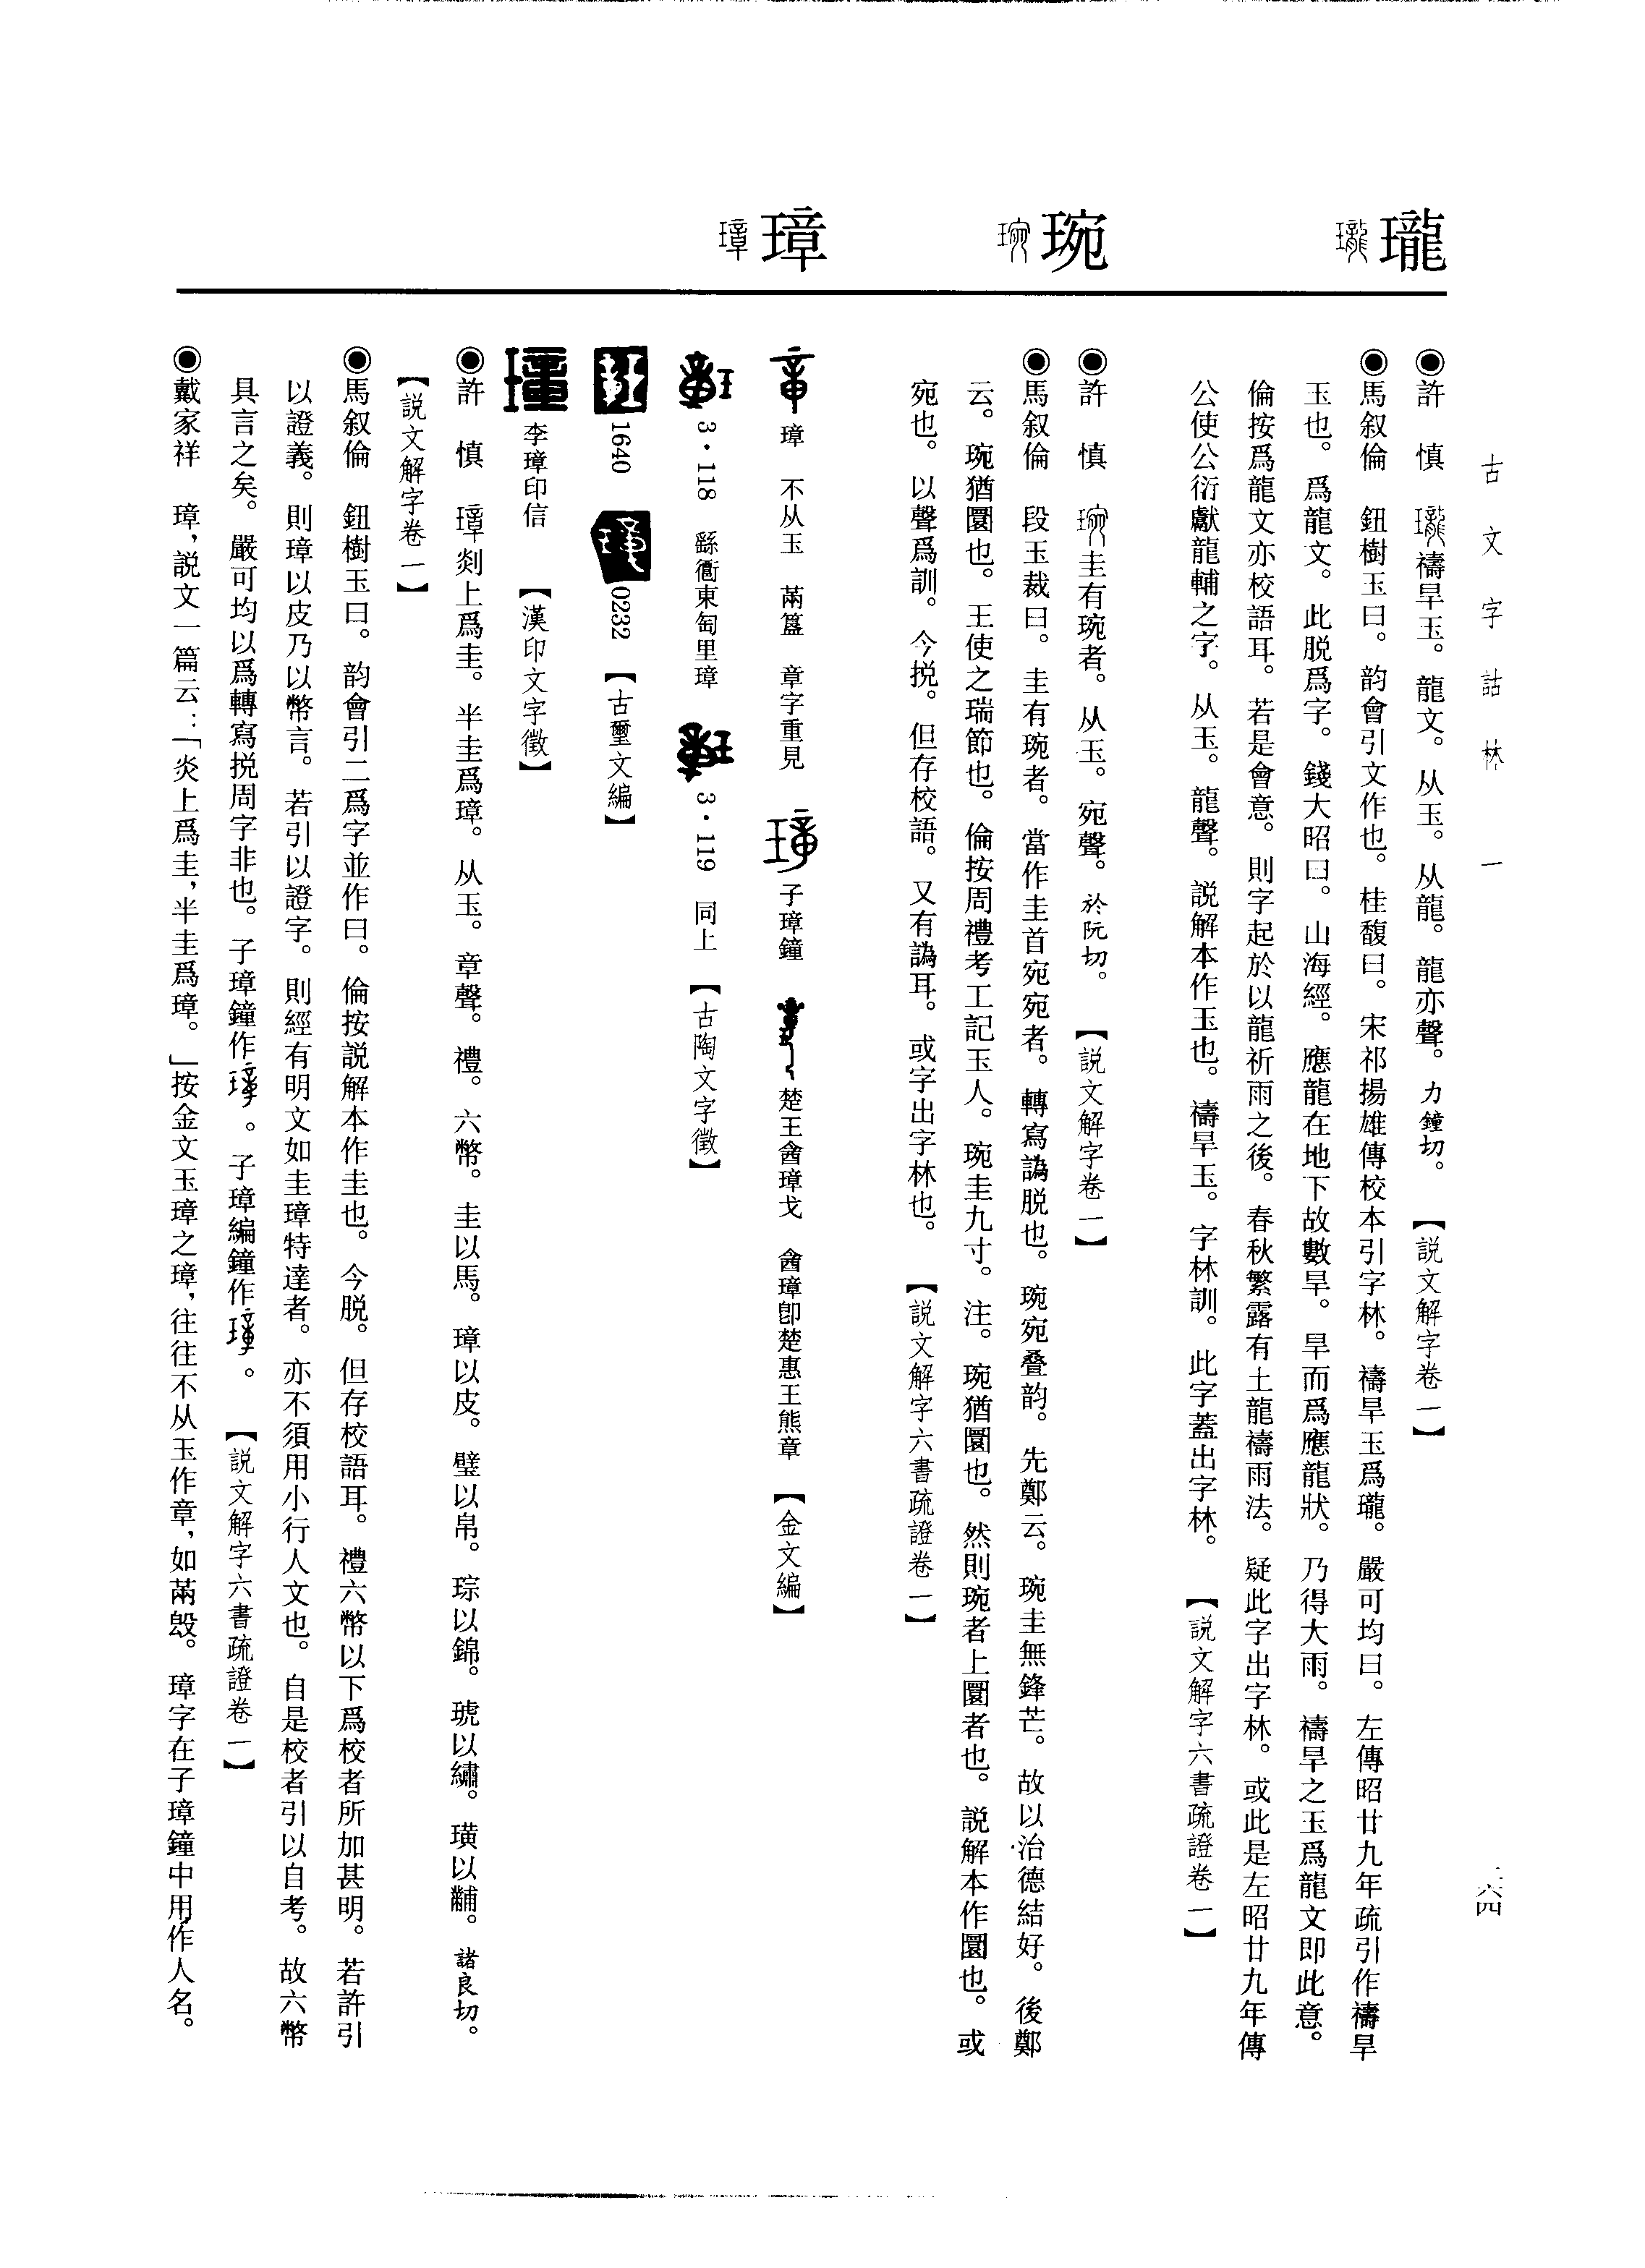 古文字詁林 一
二六四
瓏
◉許　慎　瓏禱旱玉。龍文。从玉。从龍。龍亦聲。力鐘切。　【説文解字卷一】
◉馬叙倫　鈕樹玉曰。韵會引文作也。桂馥曰。宋祁揚雄傳校本引字林。禱旱玉爲瓏。嚴可均曰。左傳昭廿九年疏引作禱旱
玉也。爲龍文。此脱爲字。錢大昭曰。山海經。應龍在地下故數旱。旱而爲應龍狀。乃得大雨。禱旱之玉爲龍文即此意。
倫按爲龍文亦校語耳。若是會意。則字起於以龍祈雨之後。春秋繁露有土龍禱雨法。疑此字出字林。或此是左昭廿九年傳
公使公衍獻龍輔之字。从玉。龍聲。説解本作玉也。禱旱玉。字林訓。此字蓋出字林。　【説文解字六書疏證卷一】
琬
◉許　慎　琬圭有琬者。从玉。宛聲。於阮切。　【説文解字卷一】
◉馬叙倫　段玉裁曰。圭有琬者。當作圭首宛宛者。轉寫譌脱也。琬宛叠韵。先鄭云。琬圭無鋒芒。故以治德結好。後鄭
云。琬猶圜也。王使之瑞節也。倫按周禮考工記玉人。琬圭九寸。注。琬猶圜也。然則琬者上圜者也。説解本作圜也。或
宛也。以聲爲訓。今挩。但存校語。又有譌耳。或字出字林也。　【説文解字六書疏證卷一】
璋
璋　不从玉　㒼簋　章字重見　子璋鐘　楚王酓璋戈　酓璋卽楚惠王熊章　【金文編】
3·118　繇衢東匋里璋　3·119　同上　【古陶文字徵】
1640　0232　【古璽文編】
李璋印信　【漢印文字徵】
◉許　慎　璋剡上爲圭。半圭爲璋。从玉。章聲。禮。六幣。圭以馬。璋以皮。璧以帛。琮以錦。琥以繡。璜以黼。諸良切。
【説文解字卷一】
◉馬叙倫　鈕樹玉曰。韵會引二爲字並作曰。倫按説解本作圭也。今脱。但存校語耳。禮六幣以下爲校者所加甚明。若許引
以證義。則璋以皮乃以幣言。若引以證字。則經有明文如圭璋特達者。亦不須用小行人文也。自是校者引以自考。故六幣
具言之矣。嚴可均以爲轉寫挩周字非也。子璋鐘作。子璋編鐘作。　【説文解字六書疏證卷一】
◉戴家祥　璋，説文一篇云：「炎上爲圭，半圭爲璋。」按金文玉璋之璋，往往不从玉作章，如㒼𣪘。璋字在子璋鐘中用作人名。